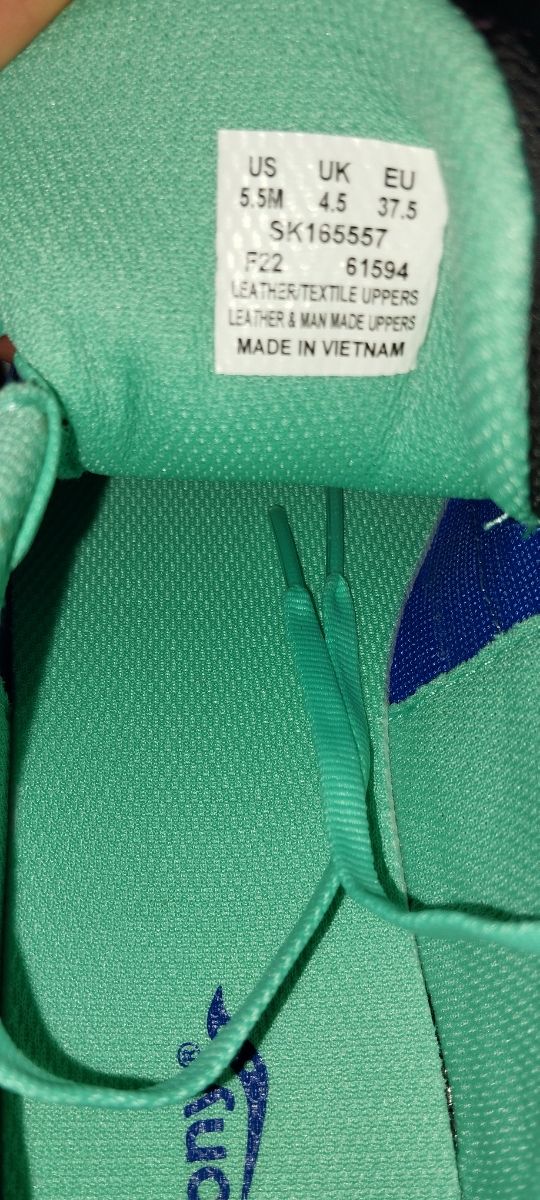 US UK EU
5.5M 4.5 37.5
SK165557
F22 61594
LEATHER/TEXTILE UPPERS
LEATHER & MAN MADE UPPERS
MADE IN VIETNAM